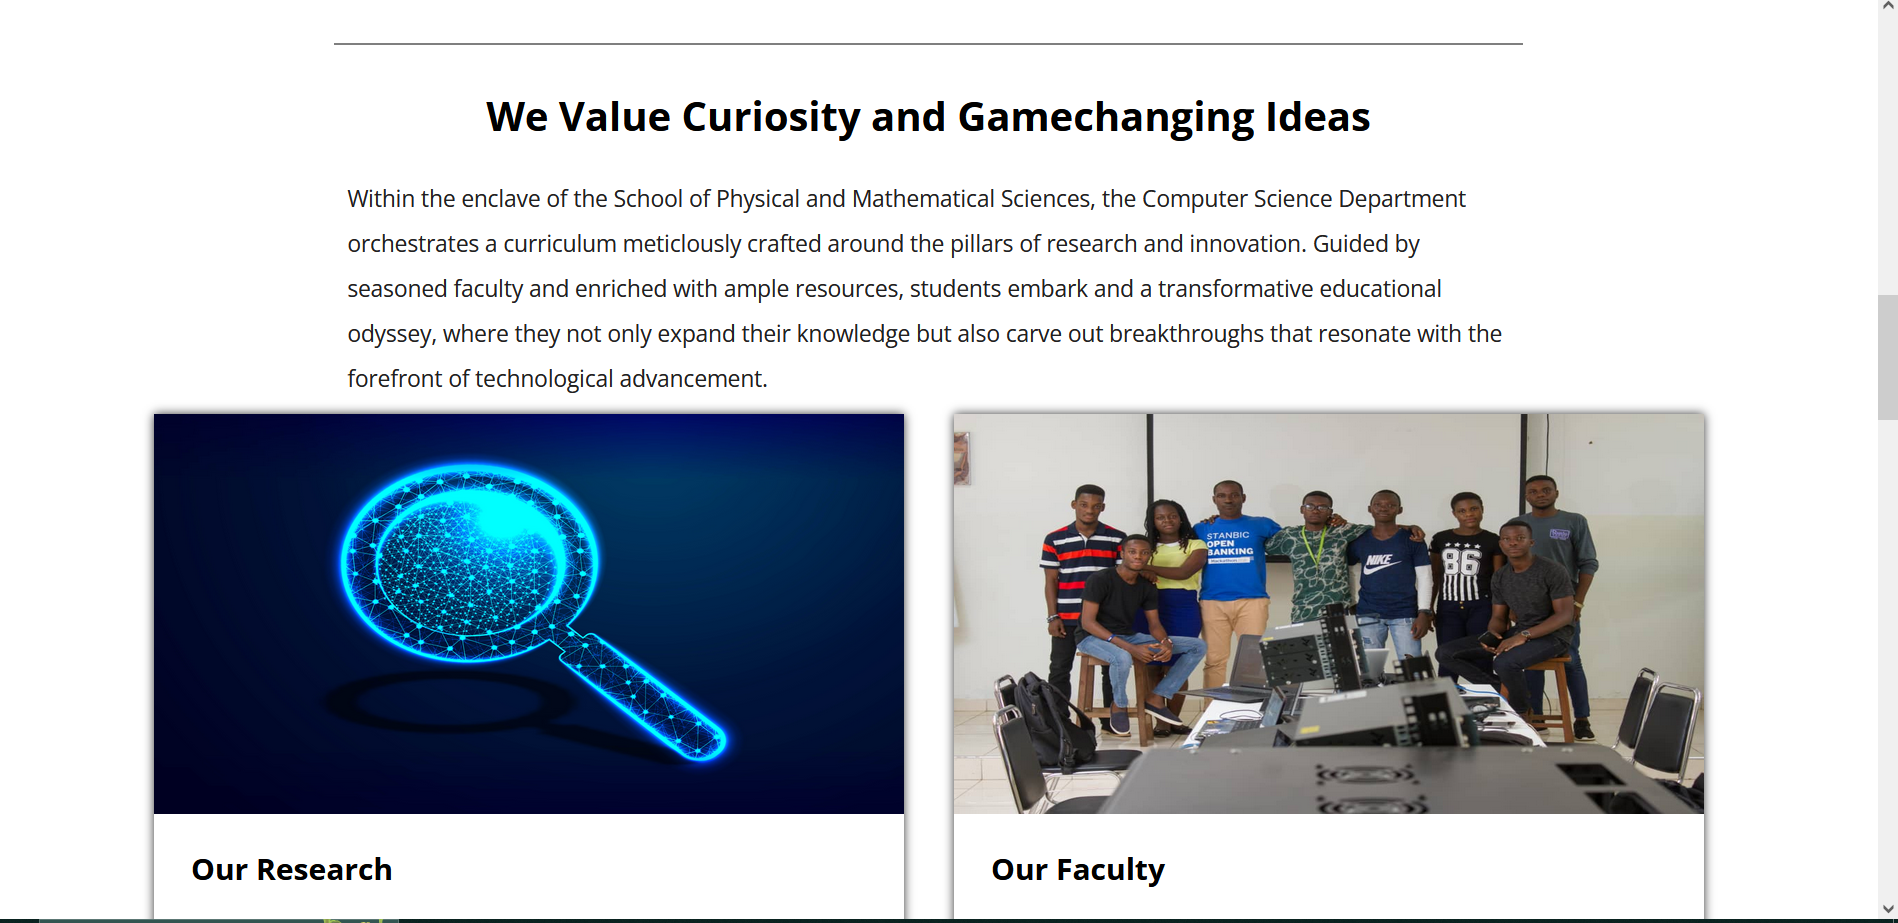 We Value Curiosity and Gamechanging Ideas
Within the enclave of the School of Physical and Mathematical Sciences, the Computer Science Department
orchestrates a curriculum meticlously crafted around the pillars of research and innovation. Guided by
seasoned faculty and enriched with ample resources, students embark and a transformative educational
odyssey, where they not only expand their knowledge but also carve out breakthroughs that resonate with the
forefront of technological advancement.
STANBIC
OPEN
BANKING
Hackathon
NIKE
86
Our Research
Our Faculty